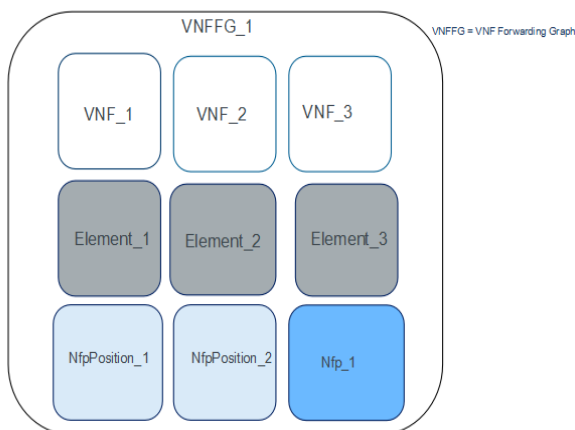 VNFFG_1
VNFFG = VNF Forwarding Graph
VNF_1
VNF_2
VNF_3
Element_1
Element_2
Element_3
NfpPosition_1
NfpPosition_2
Nfp_1